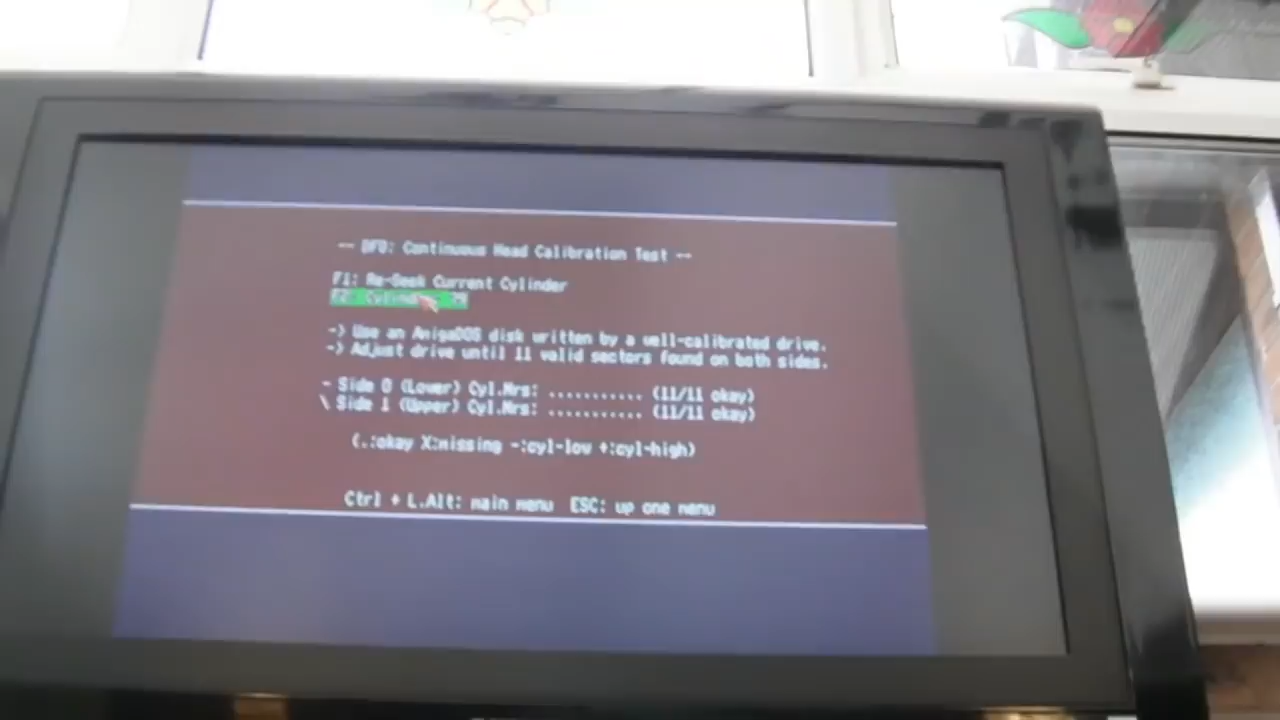 -- DF0: Continuous Head Calibration Test --
F1: Re-Seek Current Cylinder
F2: Cylinder
-) Use an AmigaDOS disk written by a well-calibrated drive.
-) Adjust drive until 11 valid sectors found on both sides.
- Side 0 (Lower) Cyl.Nrs: ........... (11/11 okay)
\ Side 1 (Upper) Cyl.Nrs: ........... (11/11 okay)
(.:okay X:missing -:cyl-low +:cyl-high)
Ctrl + L.Alt: main menu ESC: up one menu